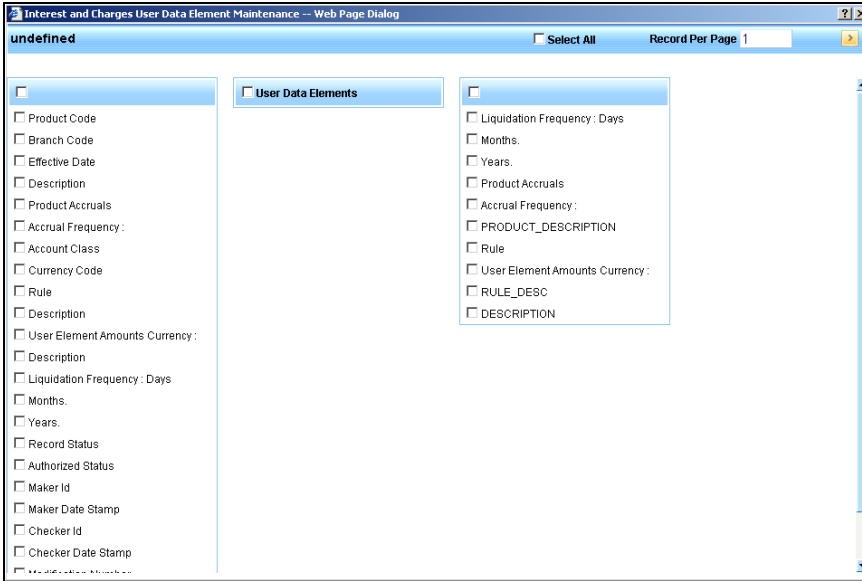 Interest and Charges User Data Element Maintenance -- Web Page Dialog
undefined Select All Record Per Page 1
Product Code
Branch Code
Effective Date
Description
Product Accruals
Accrual Frequency :
Account Class
Currency Code
Rule
Description
User Element Amounts Currency :
Description
Liquidation Frequency : Days
Months.
Years.
Record Status
Authorized Status
Maker Id
Maker Date Stamp
Checker Id
Checker Date Stamp
Modification Number
User Data Elements
Liquidation Frequency : Days
Months.
Years.
Product Accruals
Accrual Frequency :
PRODUCT_DESCRIPTION
Rule
User Element Amounts Currency :
RULE_DESC
DESCRIPTION